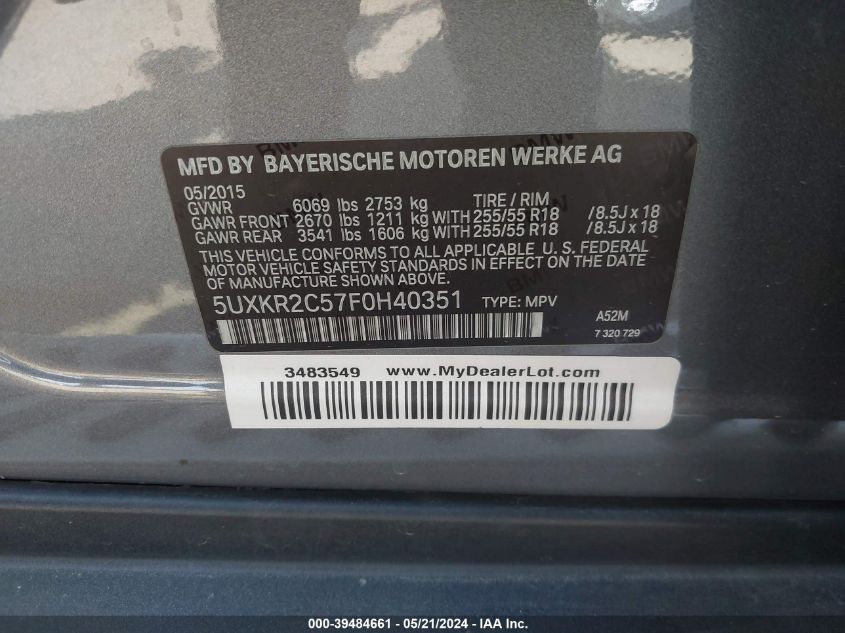 MFD BY BAYERISCHE MOTOREN WERKE AG
05/2015
GVWR 6069 lbs 2753 kg TIRE / RIM
GAWR FRONT 2670 lbs 1211 kg WITH 255/55 R18 /8.5J x 18
GAWR REAR 3541 lbs 1606 kg WITH 255/55 R18 /8.5J x 18
THIS VEHICLE CONFORMS TO ALL APPLICABLE U. S. FEDERAL
MOTOR VEHICLE SAFETY STANDARDS IN EFFECT ON THE DATE
OF MANUFACTURE SHOWN ABOVE.
5UXKR2C57F0H40351 TYPE: MPV A52M
7 320 729
3483549 www.MyDealerLot.com
000-39484661 - 05/21/2024 - IAA Inc.